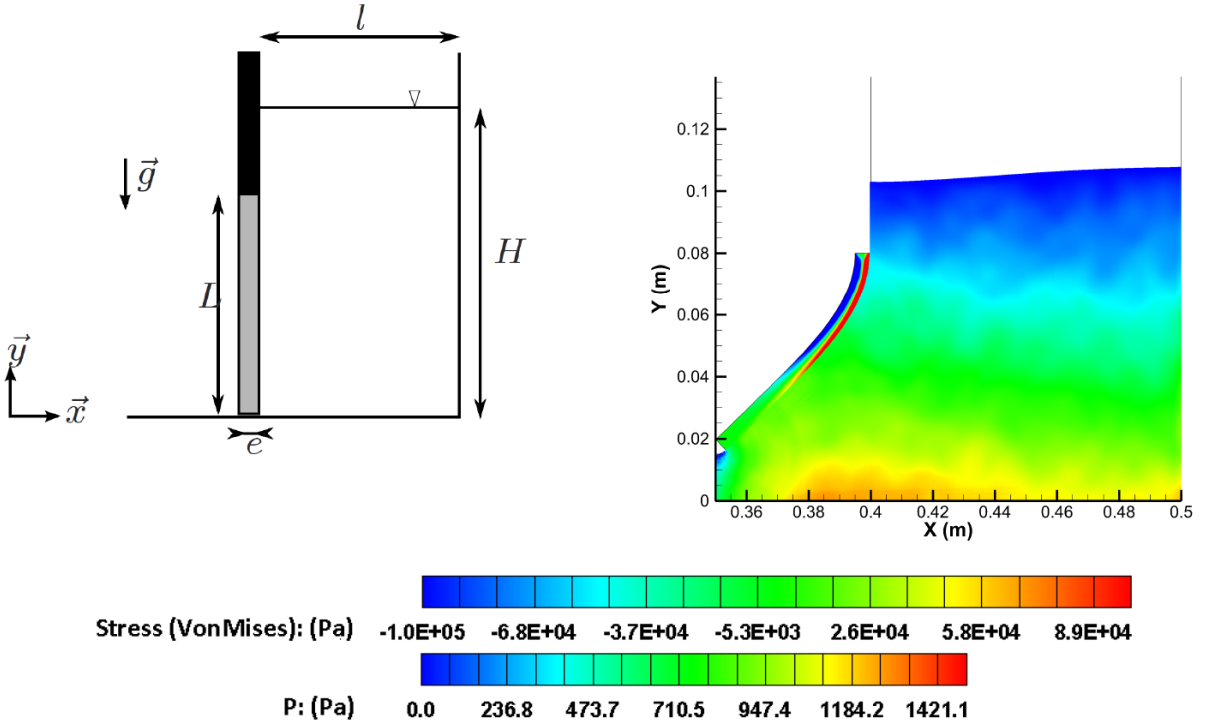 l
g⃗
L
H
y⃗
x⃗
e
0.12
0.1
0.08
0.06
0.04
0.02
0
Y (m)
0.36 0.38 0.4 0.42 0.44 0.46 0.48 0.5
X (m)
Stress (VonMises): (Pa) -1.0E+05 -6.8E+04 -3.7E+04 -5.3E+03 2.6E+04 5.8E+04 8.9E+04
P: (Pa) 0.0 236.8 473.7 710.5 947.4 1184.2 1421.1